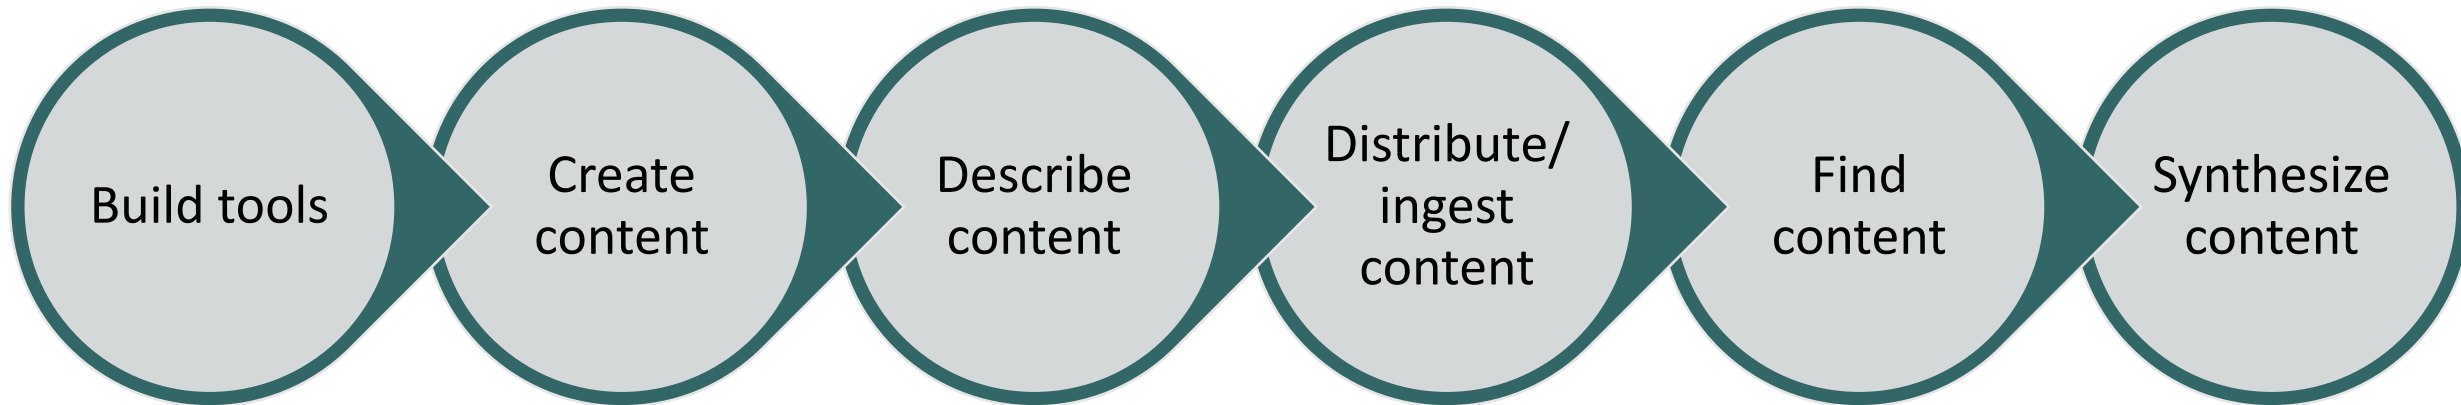 Build tools
Create
content
Describe
content
Distribute/
ingest
content
Find
content
Synthesize
content